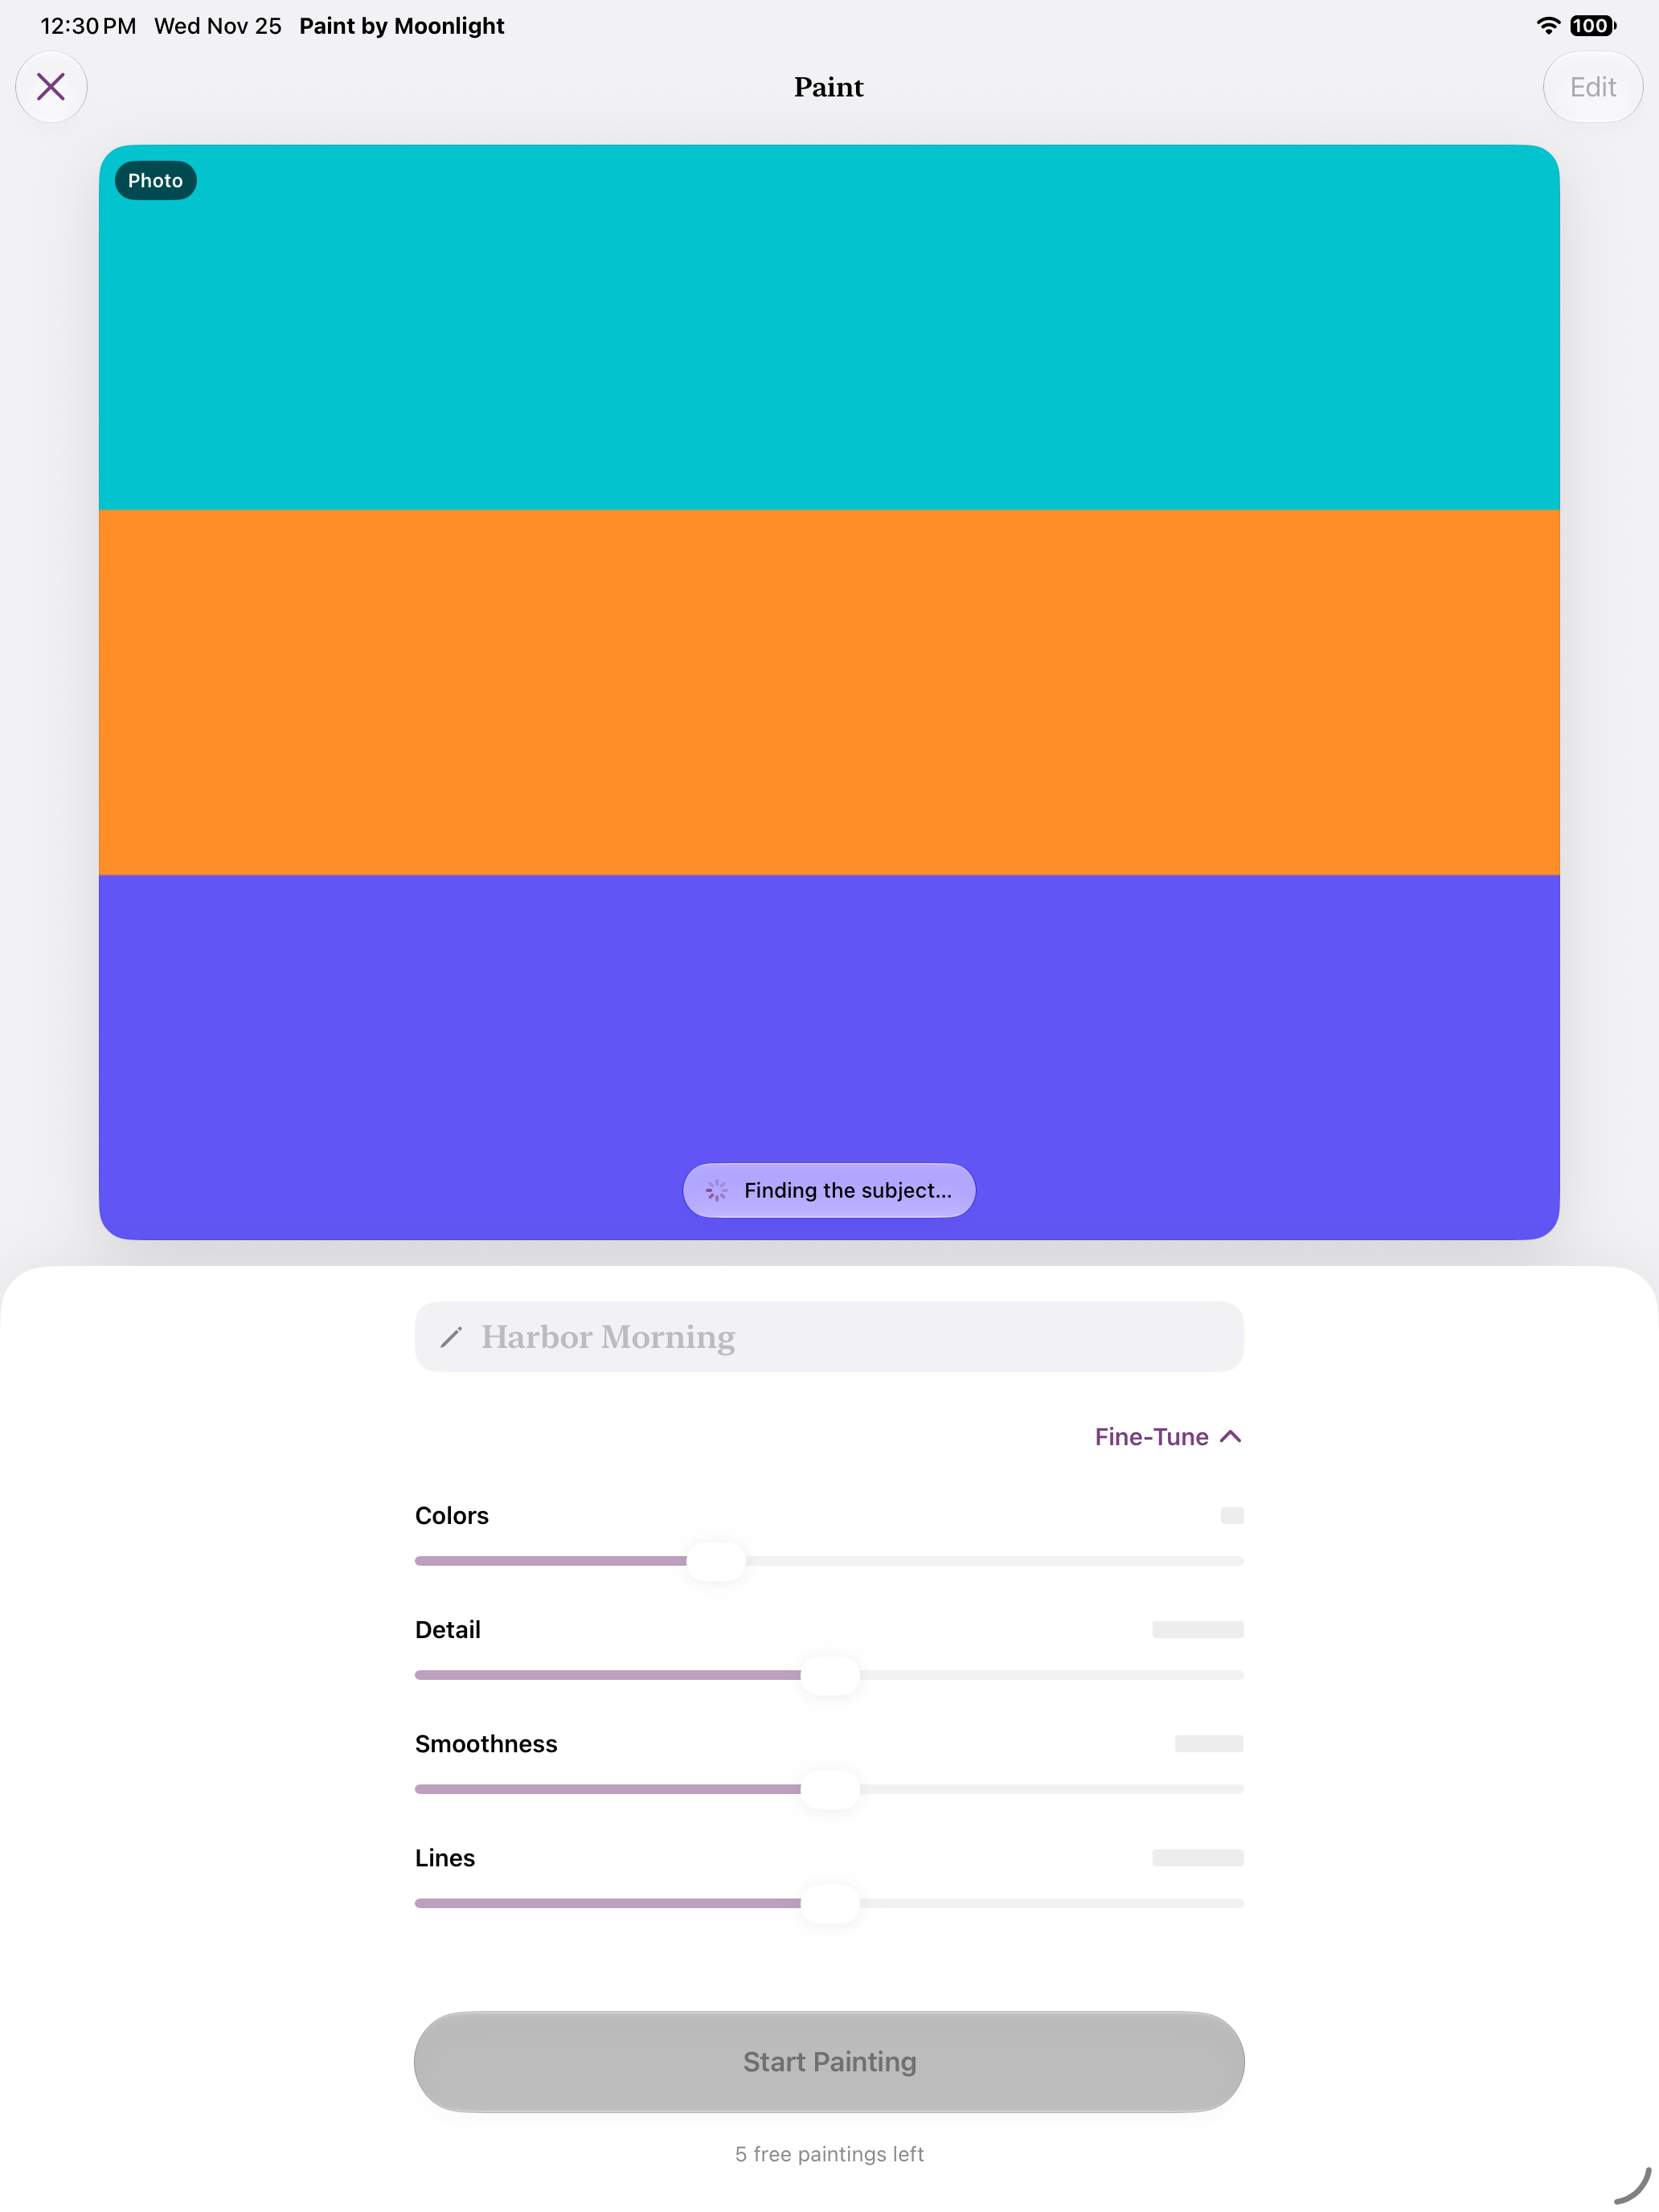 12:30 PM Wed Nov 25 Paint by Moonlight 100
Paint
Edit
Photo
Finding the subject...
Harbor Morning
Fine-Tune
Colors
Detail
Smoothness
Lines
Start Painting
5 free paintings left